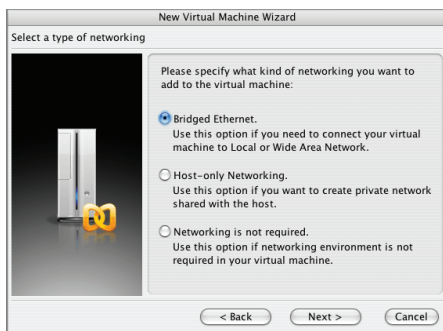 New Virtual Machine Wizard
Select a type of networking
Please specify what kind of networking you want to
add to the virtual machine:
Bridged Ethernet.
Use this option if you need to connect your virtual
machine to Local or Wide Area Network.
Host-only Networking.
Use this option if you want to create private network
shared with the host.
Networking is not required.
Use this option if networking environment is not
required in your virtual machine.
< Back
Next >
Cancel